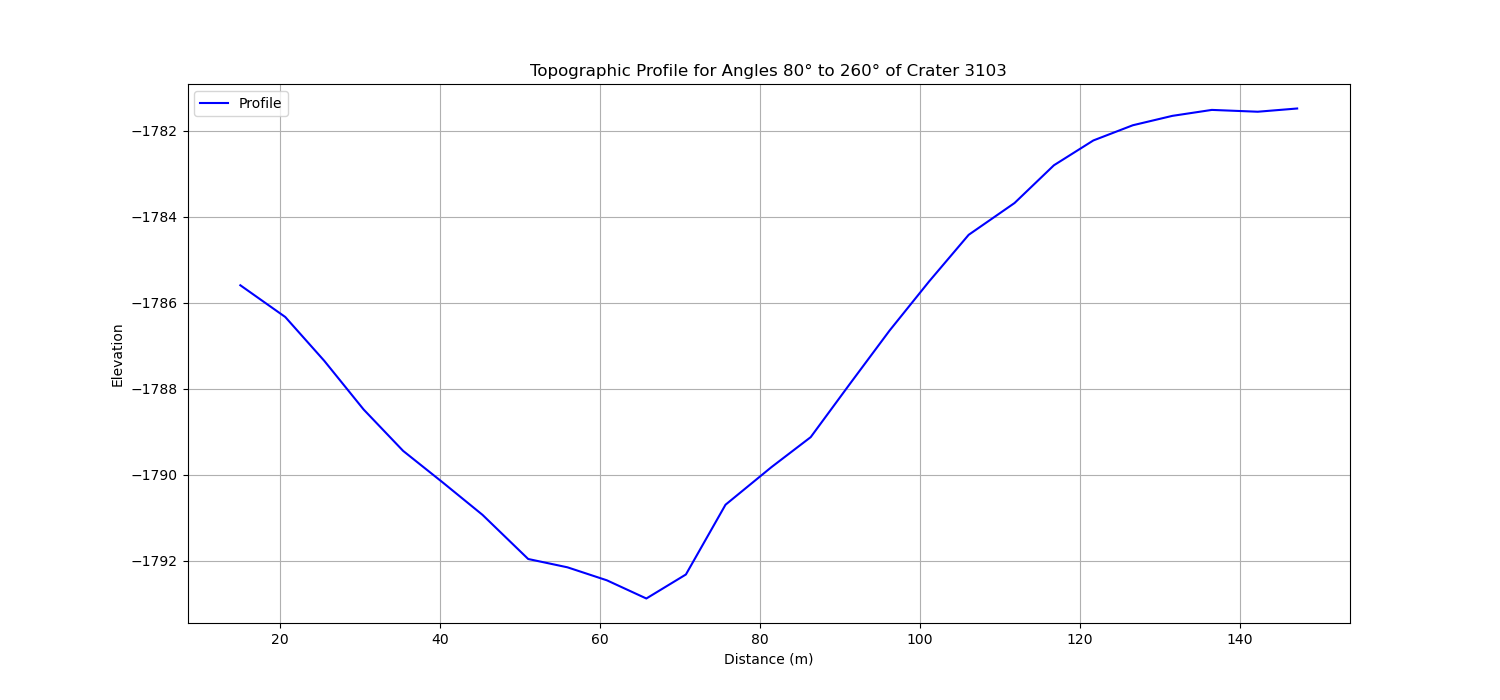 Topographic Profile for Angles 80° to 260° of Crater 3103
Profile
−1782
−1784
−1786
−1788
−1790
−1792
Elevation
20 40 60 80 100 120 140
Distance (m)